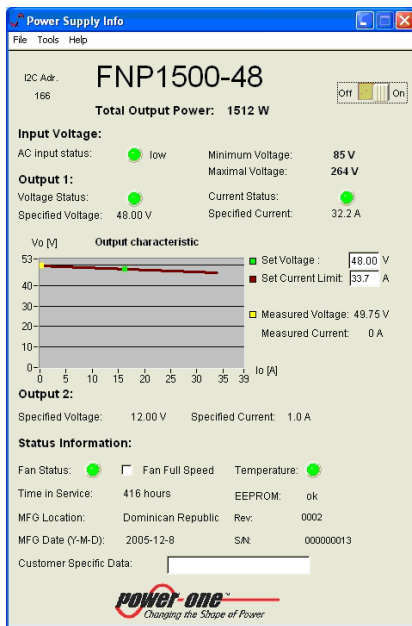 Power Supply Info
File Tools Help
I2C Adr. FNP1500-48
166
Off On
Total Output Power: 1512 W
Input Voltage:
AC input status: low Minimum Voltage: 85 V
Maximal Voltage: 264 V
Output 1:
Voltage Status: Current Status:
Specified Voltage: 48.00 V Specified Current: 32.2 A
Vo [V] Output characteristic
53
40
30
20
10
0
0 5 10 15 20 25 30 35 39 Io [A]
Set Voltage : 48.00 V
Set Current Limit: 33.7 A
Measured Voltage: 49.75 V
Measured Current: 0 A
Output 2:
Specified Voltage: 12.00 V Specified Current: 1.0 A
Status Information:
Fan Status: Fan Full Speed Temperature:
Time in Service: 416 hours EEPROM: ok
MFG Location: Dominican Republic Rev: 0002
MFG Date (Y-M-D): 2005-12-8 S/N: 000000013
Customer Specific Data:
power-one™
Changing the Shape of Power